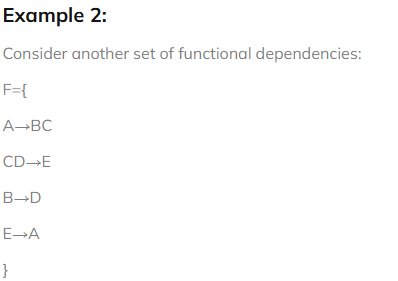 Example 2:
Consider another set of functional dependencies:
F={
A→BC
CD→E
B→D
E→A
}